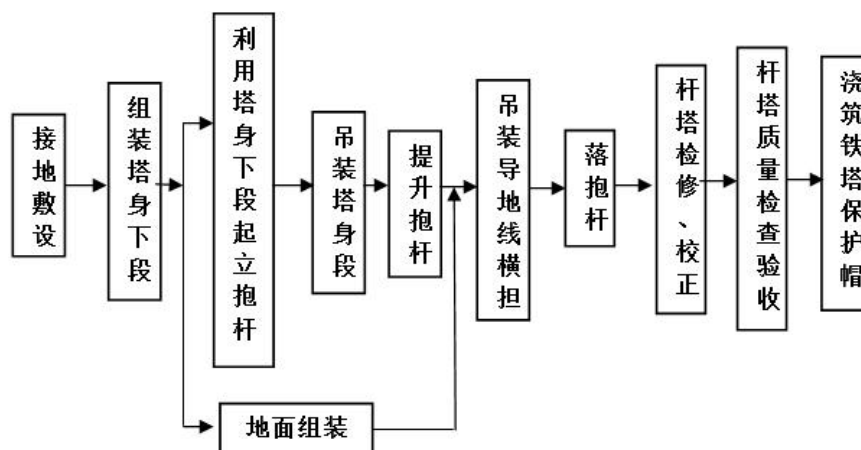 接地敷设
组装塔身下段
利用塔身下段起立抱杆
吊装塔身段
提升抱杆
地面组装
吊装导地线横担
落抱杆
杆塔检修、校正
杆塔质量检查验收
浇筑铁塔保护帽